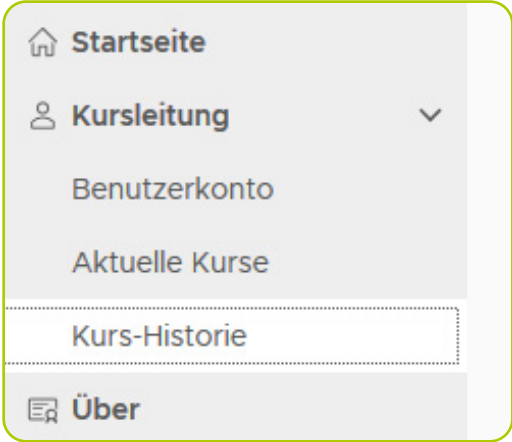 Startseite
Kursleitung
Benutzerkonto
Aktuelle Kurse
Kurs-Historie
Über